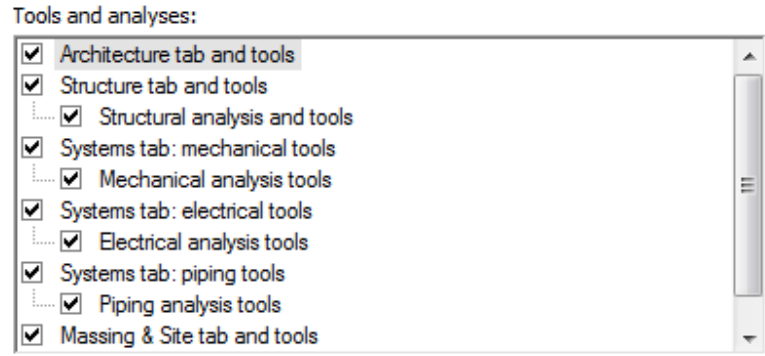 Tools and analyses:
Architecture tab and tools
Structure tab and tools
Structural analysis and tools
Systems tab: mechanical tools
Mechanical analysis tools
Systems tab: electrical tools
Electrical analysis tools
Systems tab: piping tools
Piping analysis tools
Massing & Site tab and tools